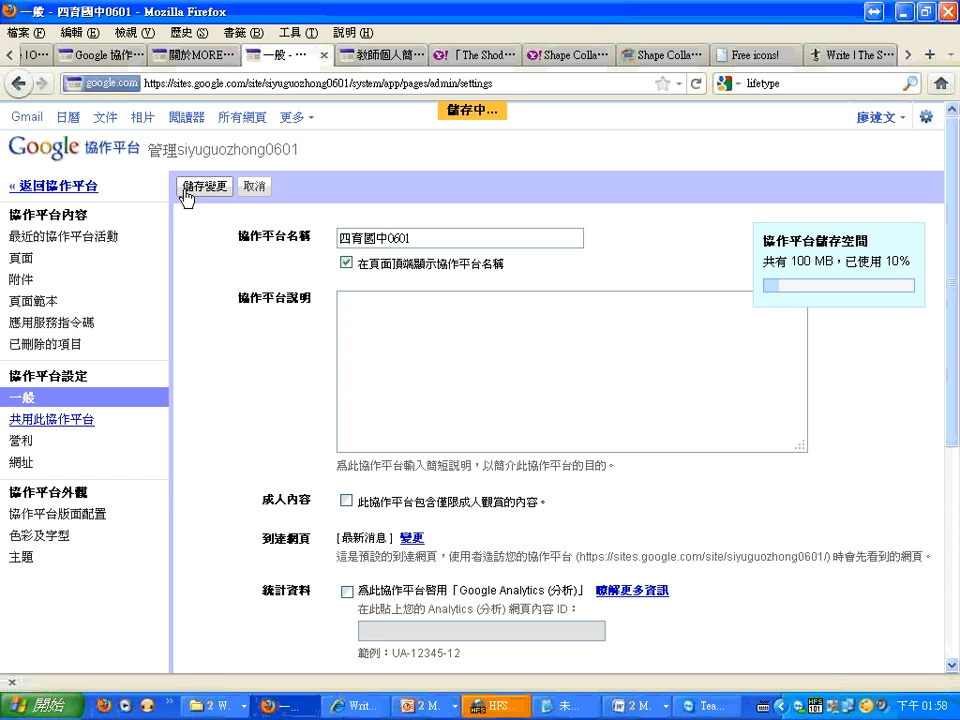 一般 - 四育國中0601 - Mozilla Firefox
檔案(F) 編輯(E) 檢視(V) 歷史(S) 書籤(B) 工具(T) 說明(H)
Google 協作… 關於MORE… 一般 - … 教師個人簡… 「The Shod… Shape Colla… Shape Colla… Free icons! Write | The S…
google.com https://sites.google.com/site/siyuguozhong0601/system/app/pages/admin/settings lifetype
Gmail 日曆 文件 相片 閱讀器 所有網頁 更多 儲存中... 廖達文
Google 協作平台 管理siyuguozhong0601
« 返回協作平台
儲存變更 取消
協作平台內容
最近的協作平台活動
頁面
附件
頁面範本
應用服務指令碼
已刪除的項目
協作平台設定
一般
共用此協作平台
營利
網址
協作平台外觀
協作平台版面配置
色彩及字型
主題
協作平台名稱 四育國中0601
在頁面頂端顯示協作平台名稱
協作平台儲存空間
共有 100 MB，已使用 10%
協作平台說明
為此協作平台輸入簡短說明，以簡介此協作平台的目的。
成人內容 此協作平台包含僅限成人觀賞的內容。
到達網頁 [ 最新消息 ] 變更
這是預設的到達網頁，使用者造訪您的協作平台 (https://sites.google.com/site/siyuguozhong0601/) 時會先看到的網頁。
統計資料 為此協作平台啓用「Google Analytics (分析)」 瞭解更多資訊
在此貼上您的 Analytics (分析) 網頁內容 ID：
範例：UA-12345-12
開始 2 W. 一… Writ... 2 M. HFS... 未... 2 M. Tea... 下午 01:58